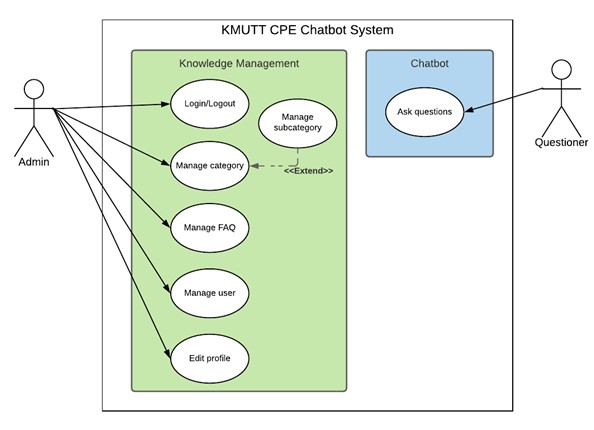 KMUTT CPE Chatbot System
Knowledge Management
Chatbot
Login/Logout
Manage
subcategory
Ask questions
Manage category
<<Extend>>
Manage FAQ
Manage user
Edit profile
Admin
Questioner